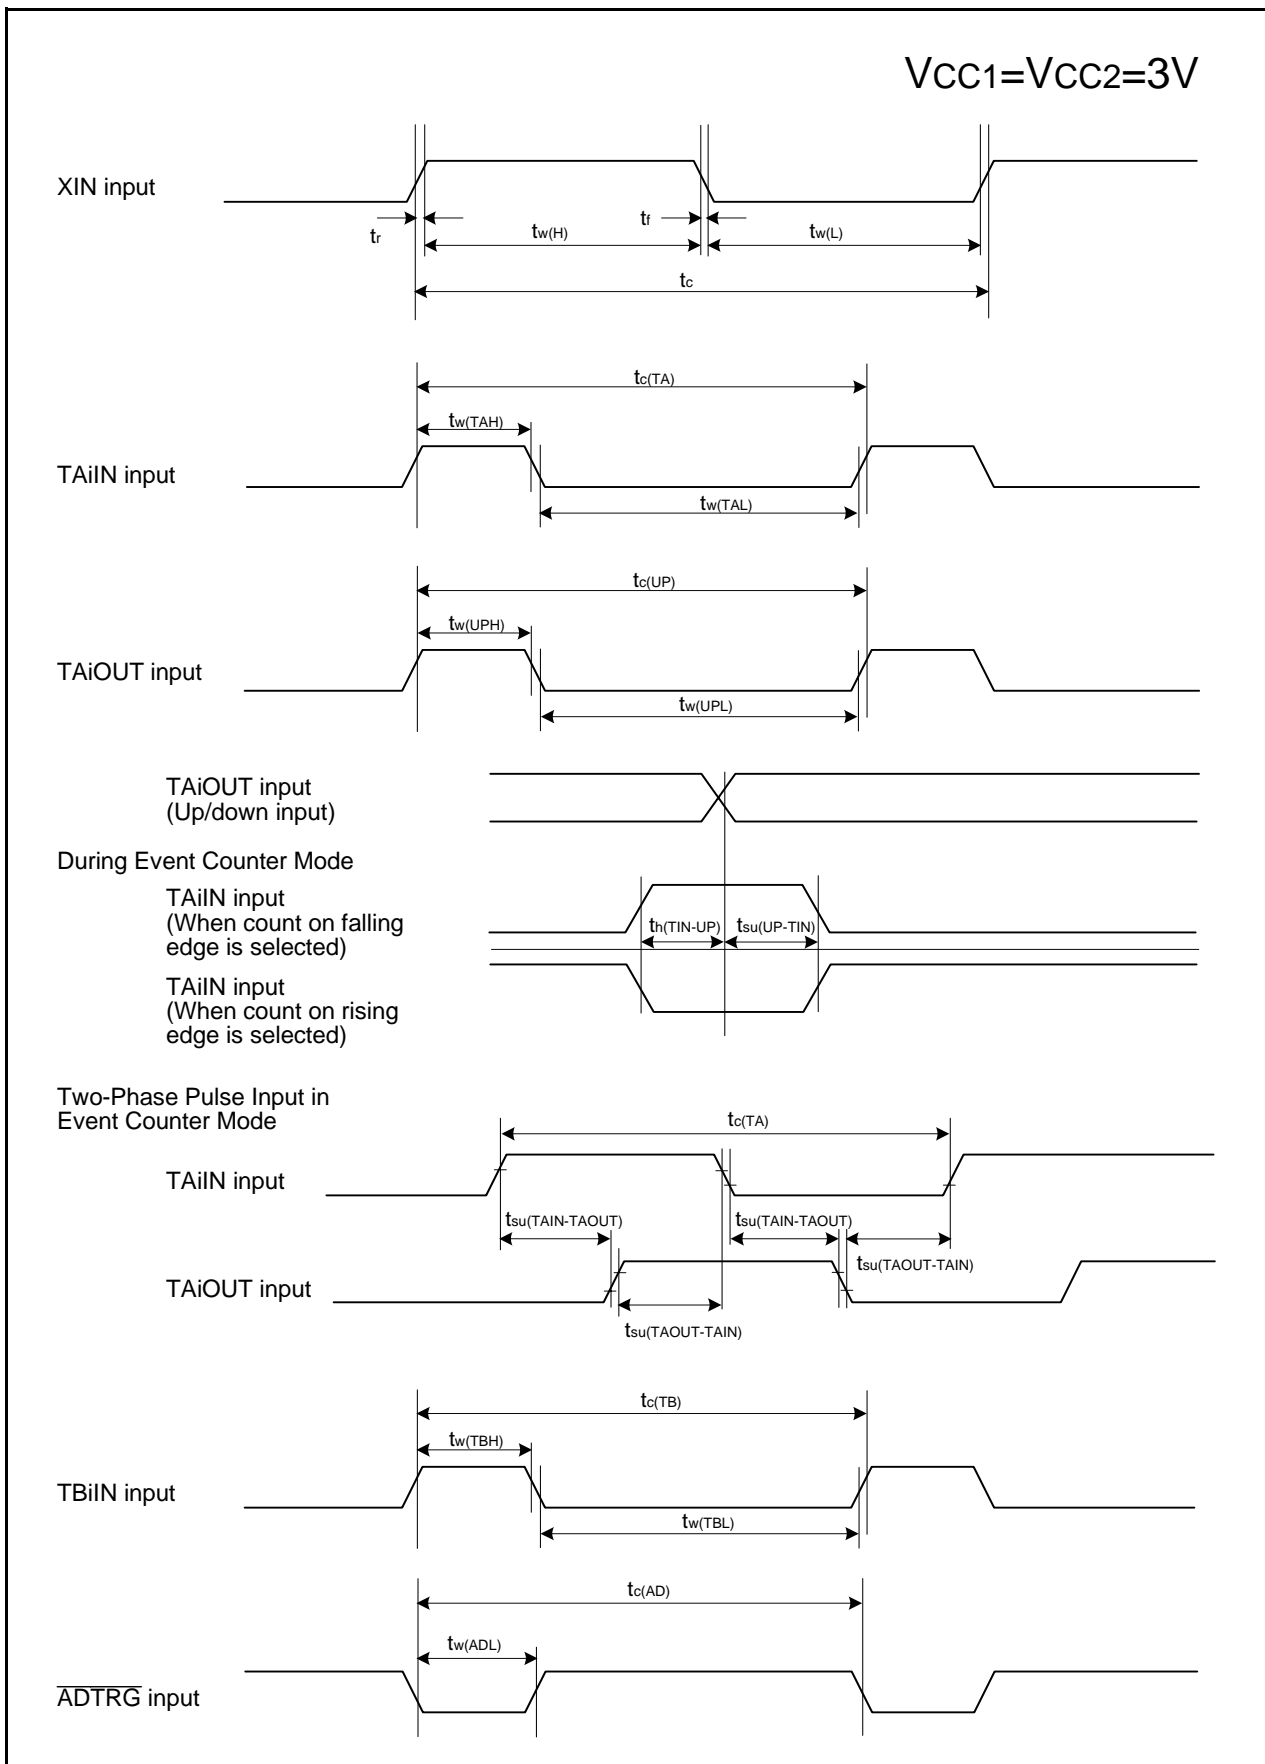 VCC1=VCC2=3V
XIN input
tr
tw(H)
tf
tw(L)
tc
tc(TA)
tw(TAH)
TAiIN input
tw(TAL)
tc(UP)
tw(UPH)
TAiOUT input
tw(UPL)
TAiOUT input
(Up/down input)
During Event Counter Mode
TAiIN input
(When count on falling
edge is selected)
th(TIN-UP)
tsu(UP-TIN)
TAiIN input
(When count on rising
edge is selected)
Two-Phase Pulse Input in
Event Counter Mode
tc(TA)
TAiIN input
tsu(TAIN-TAOUT)
tsu(TAIN-TAOUT)
tsu(TAOUT-TAIN)
TAiOUT input
tsu(TAOUT-TAIN)
tc(TB)
tw(TBH)
TBiIN input
tw(TBL)
tc(AD)
tw(ADL)
ADTRG input